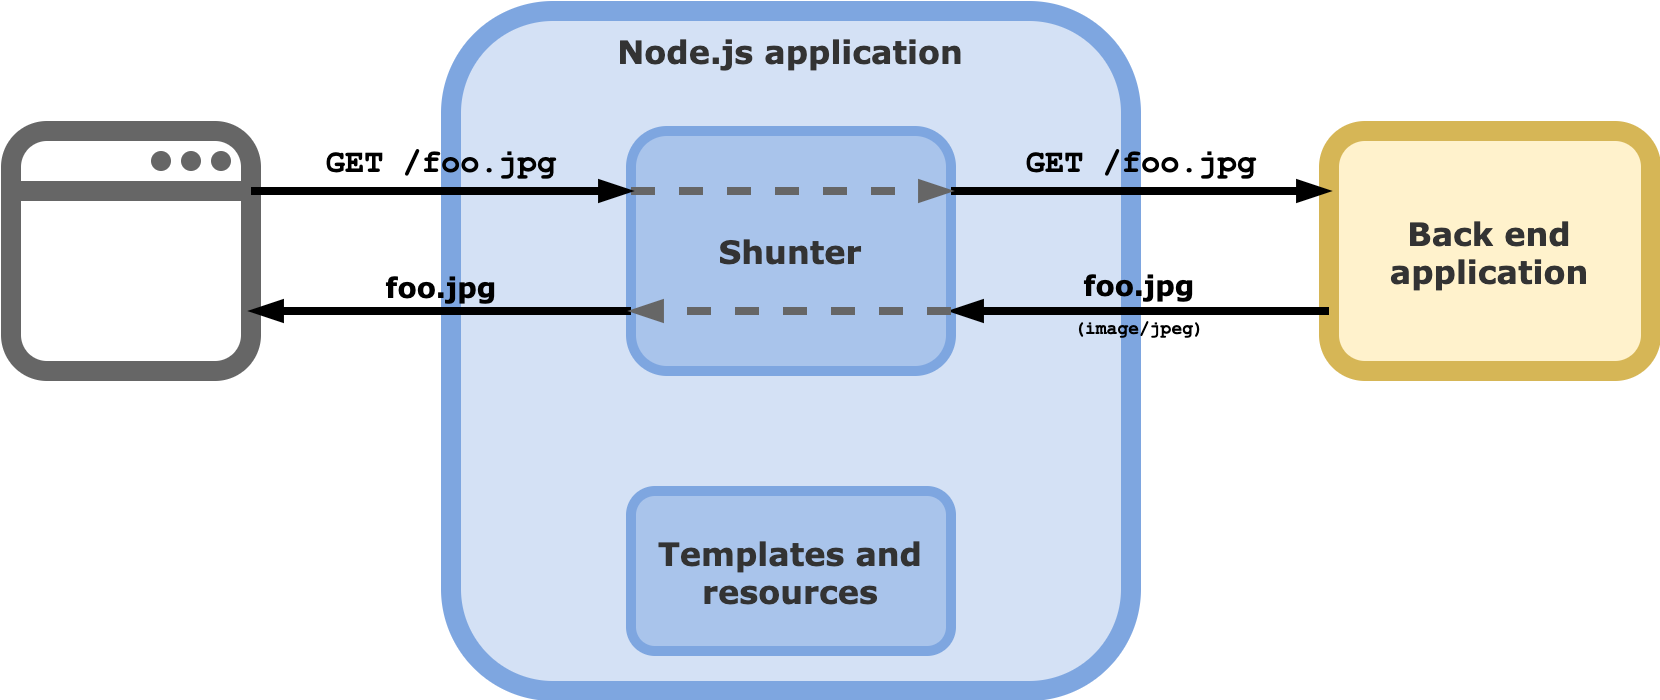 Node.js application
GET /foo.jpg
GET /foo.jpg
Shunter
Back end
application
foo.jpg
foo.jpg
(image/jpeg)
Templates and
resources